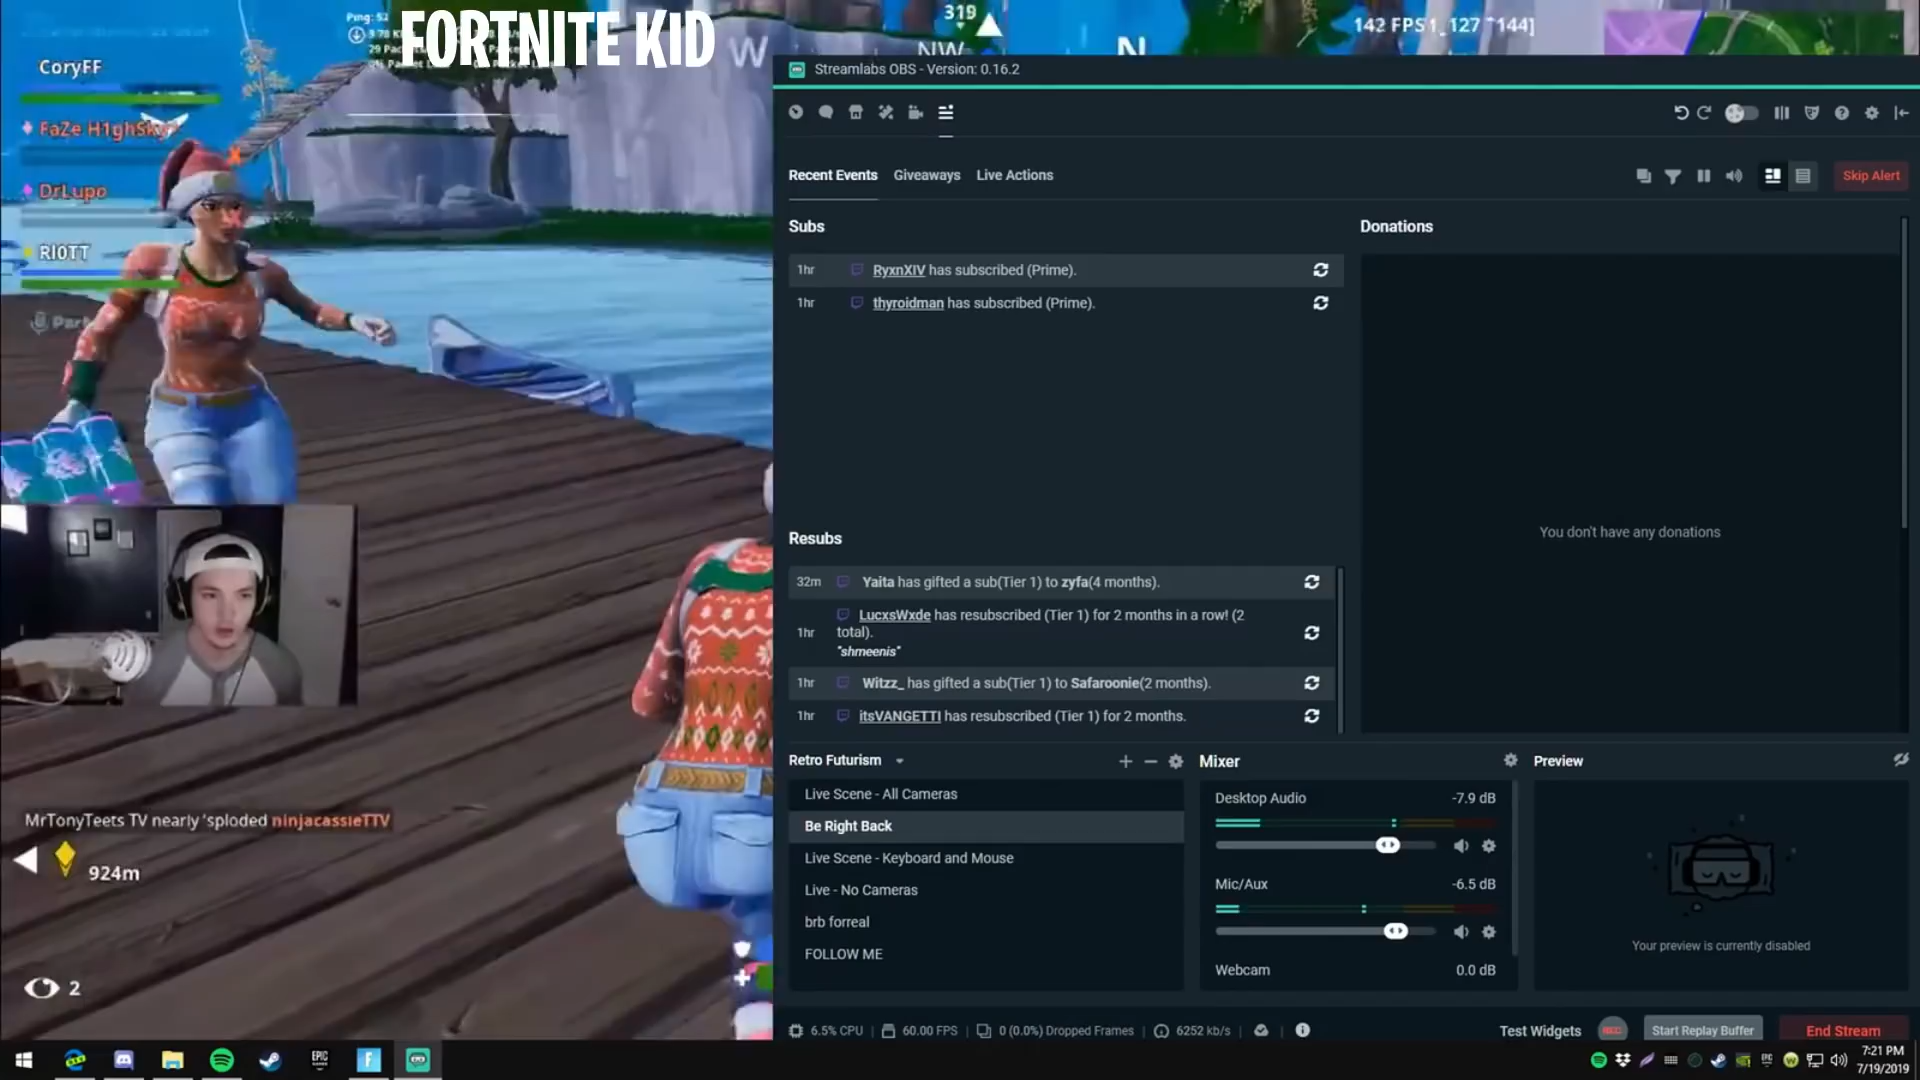 FORTNITE KID
Ping: 52
319
W
NW
N
142 FPS
CoryFF
FaZe H1ghSky
DrLupo
RI0TT
MrTonyTeets TV nearly 'sploded ninjacassieTTV
924m
2
Streamlabs OBS - Version: 0.16.2
Recent Events
Giveaways
Live Actions
Skip Alert
Subs
1hr RyxnXIV has subscribed (Prime).
1hr thyroidman has subscribed (Prime).
Donations
You don't have any donations
Resubs
32m Yaita has gifted a sub(Tier 1) to zyfa(4 months).
LucxsWxde has resubscribed (Tier 1) for 2 months in a row! (2
1hr total).
"shmeenis"
1hr Witzz_ has gifted a sub(Tier 1) to Safaroonie(2 months).
1hr itsVANGETTI has resubscribed (Tier 1) for 2 months.
Retro Futurism
Live Scene - All Cameras
Be Right Back
Live Scene - Keyboard and Mouse
Live - No Cameras
brb forreal
FOLLOW ME
Mixer
Desktop Audio -7.9 dB
Mic/Aux -6.5 dB
Webcam 0.0 dB
Preview
Your preview is currently disabled
6.5% CPU
60.00 FPS
0 (0.0%) Dropped Frames
6252 kb/s
Test Widgets
REC
Start Replay Buffer
End Stream
EPIC
7:21 PM
7/19/2019